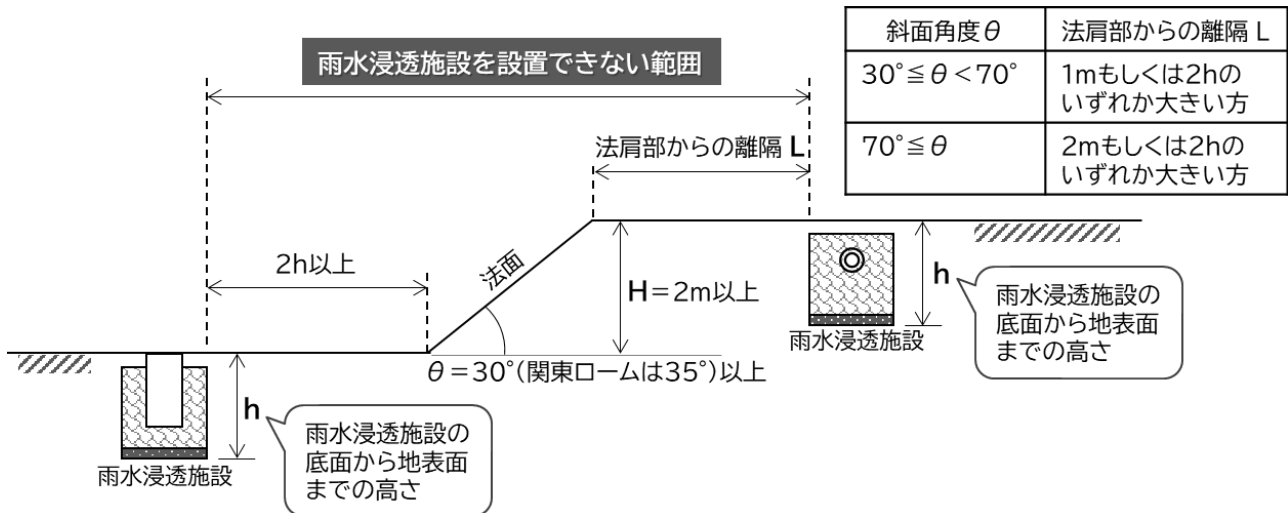 雨水浸透施設を設置できない範囲
斜面角度θ
法肩部からの離隔 L
30°≦θ＜70°
1mもしくは2hの
いずれか大きい方
70°≦θ
2mもしくは2hの
いずれか大きい方
法肩部からの離隔 L
2h以上
法面
H＝2m以上
h
雨水浸透施設の
底面から地表面
までの高さ
雨水浸透施設
θ＝30°(関東ロームは35°)以上
h
雨水浸透施設の
底面から地表面
までの高さ
雨水浸透施設